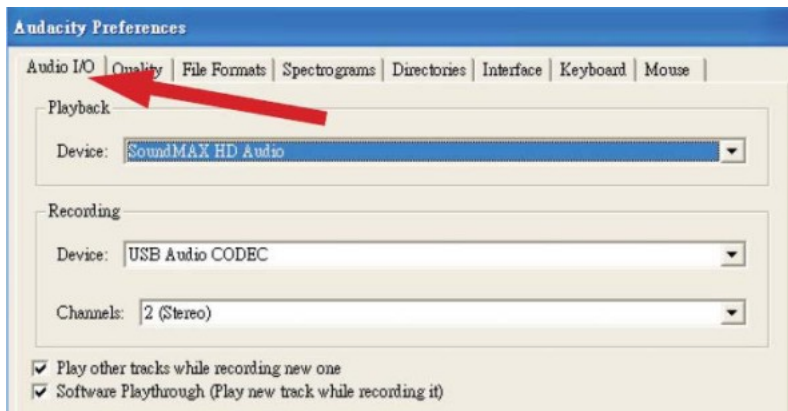 Audacity Preferences
Audio I/O Quality File Formats Spectrograms Directories Interface Keyboard Mouse
Playback
Device: SoundMAX HD Audio
Recording
Device: USB Audio CODEC
Channels: 2 (Stereo)
Play other tracks while recording new one
Software Playthrough (Play new track while recording it)